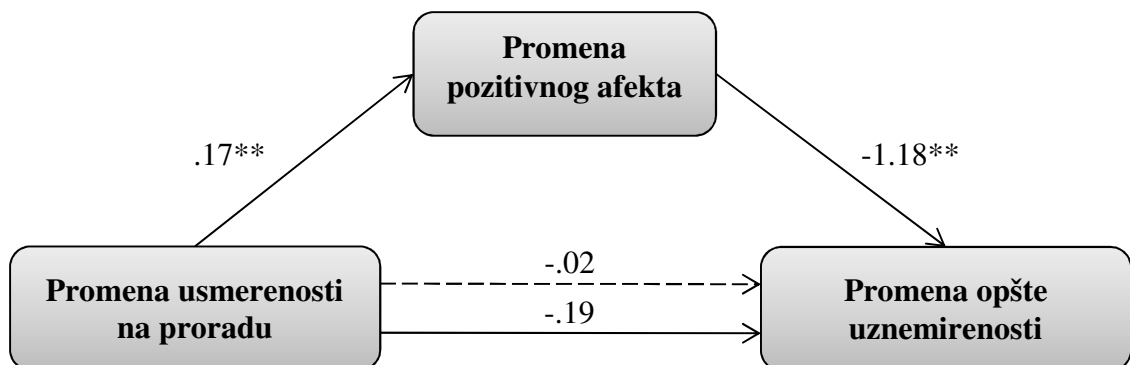 Promena
pozitivnog afekta
.17**
-1.18**
-.02
-.19
Promena usmerenosti
na proradu
Promena opšte
uznemirenosti